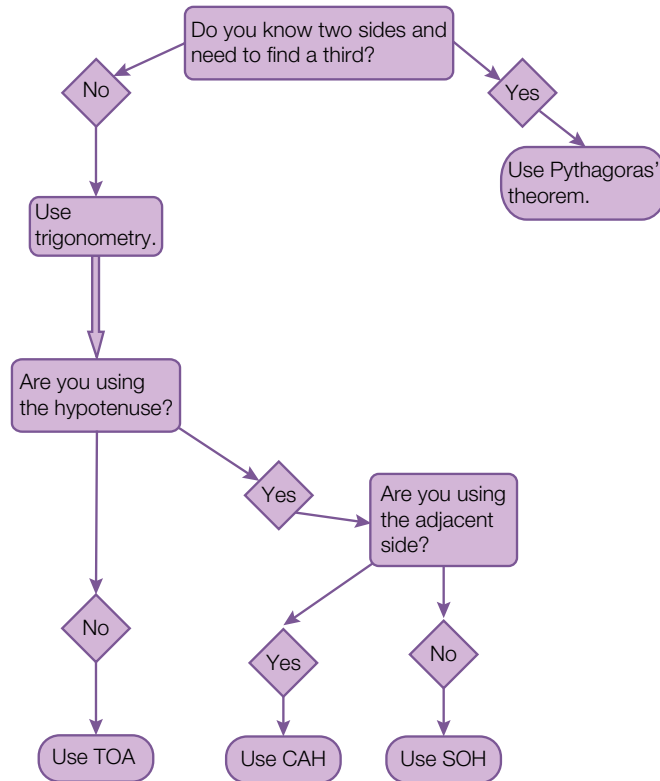 Do you know two sides and
need to find a third?
No
Yes
Use Pythagoras’
theorem.
Use
trigonometry.
Are you using
the hypotenuse?
Yes
Are you using
the adjacent
side?
No
Yes
No
Use TOA
Use CAH
Use SOH